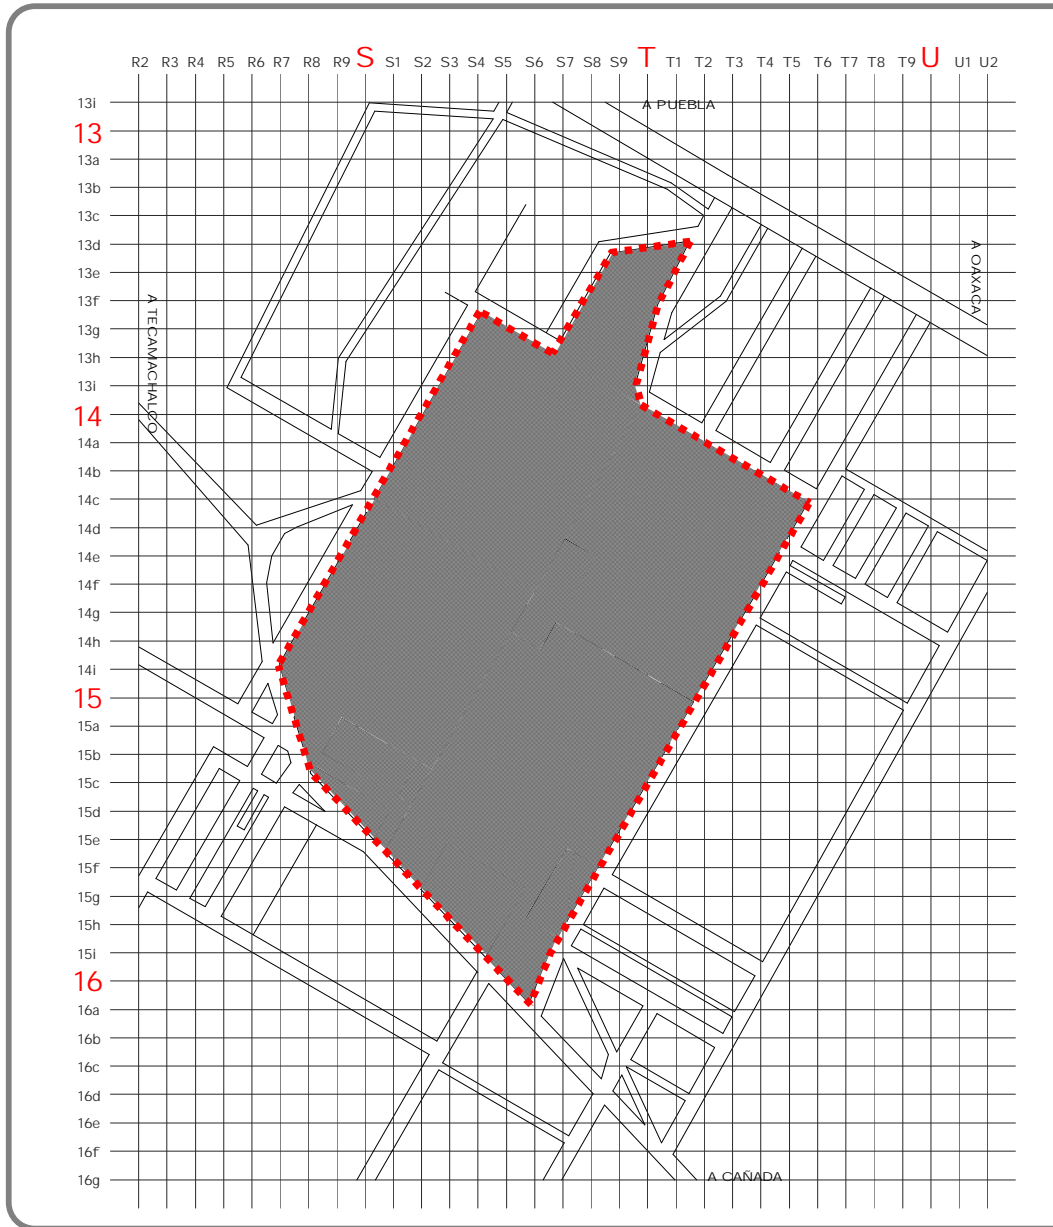 R2 R3 R4 R5 R6 R7 R8 R9 S S1 S2 S3 S4 S5 S6 S7 S8 S9 T T1 T2 T3 T4 T5 T6 T7 T8 T9 U U1 U2
13i
A PUEBLA
13
13a
13b
13c
13d
A OAXACA
13e
13f
A TECAMACHALCO
13g
13h
13i
14
14a
14b
14c
14d
14e
14f
14g
14h
14i
15
15a
15b
15c
15d
15e
15f
15g
15h
15i
16
16a
16b
16c
16d
16e
16f
16g
A CAÑADA